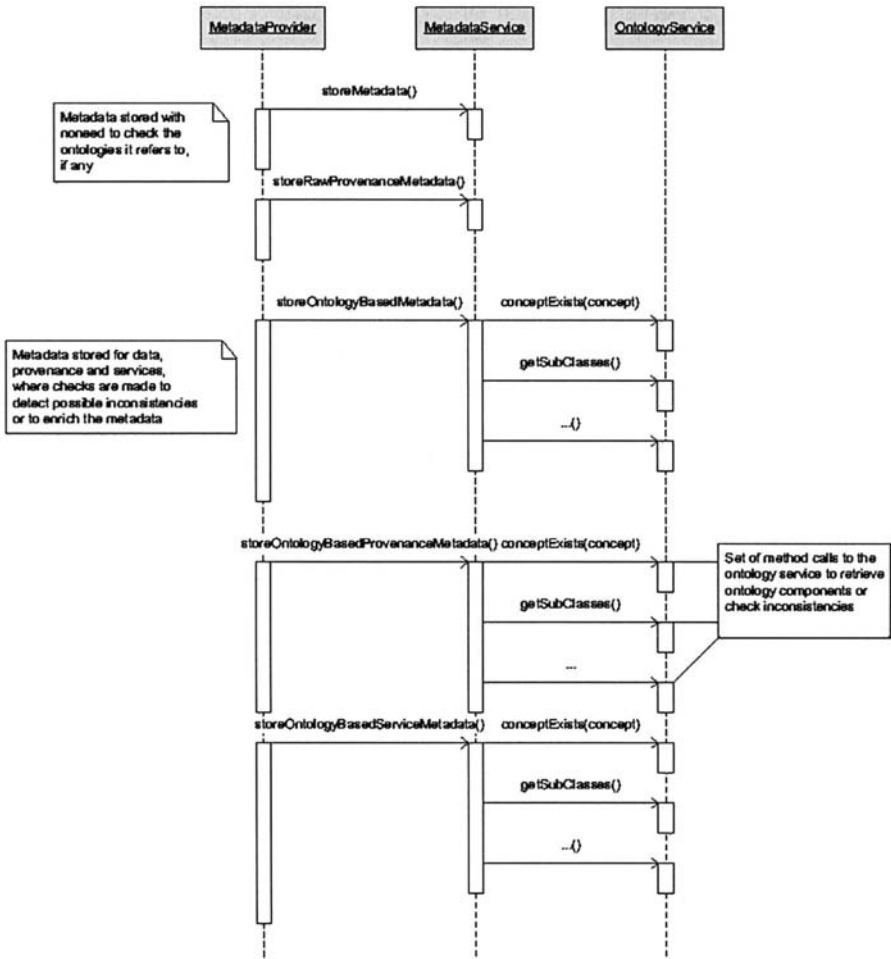 MetadataProvider
MetadataService
OntologyService
storeMetadata()
Metadata stored with
noneed to check the
ontologies it refers to,
if any
storeRawProvenanceMetadata()
storeOntologyBasedMetadata()
conceptExists(concept)
Metadata stored for data,
provenance and services,
where checks are made to
detect possible inconsistencies
or to enrich the metadata
getSubClasses()
...()
storeOntologyBasedProvenanceMetadata()
conceptExists(concept)
Set of method calls to the
ontology service to retrieve
ontology components or
check inconsistencies
getSubClasses()
...
storeOntologyBasedServiceMetadata()
conceptExists(concept)
getSubClasses()
...()